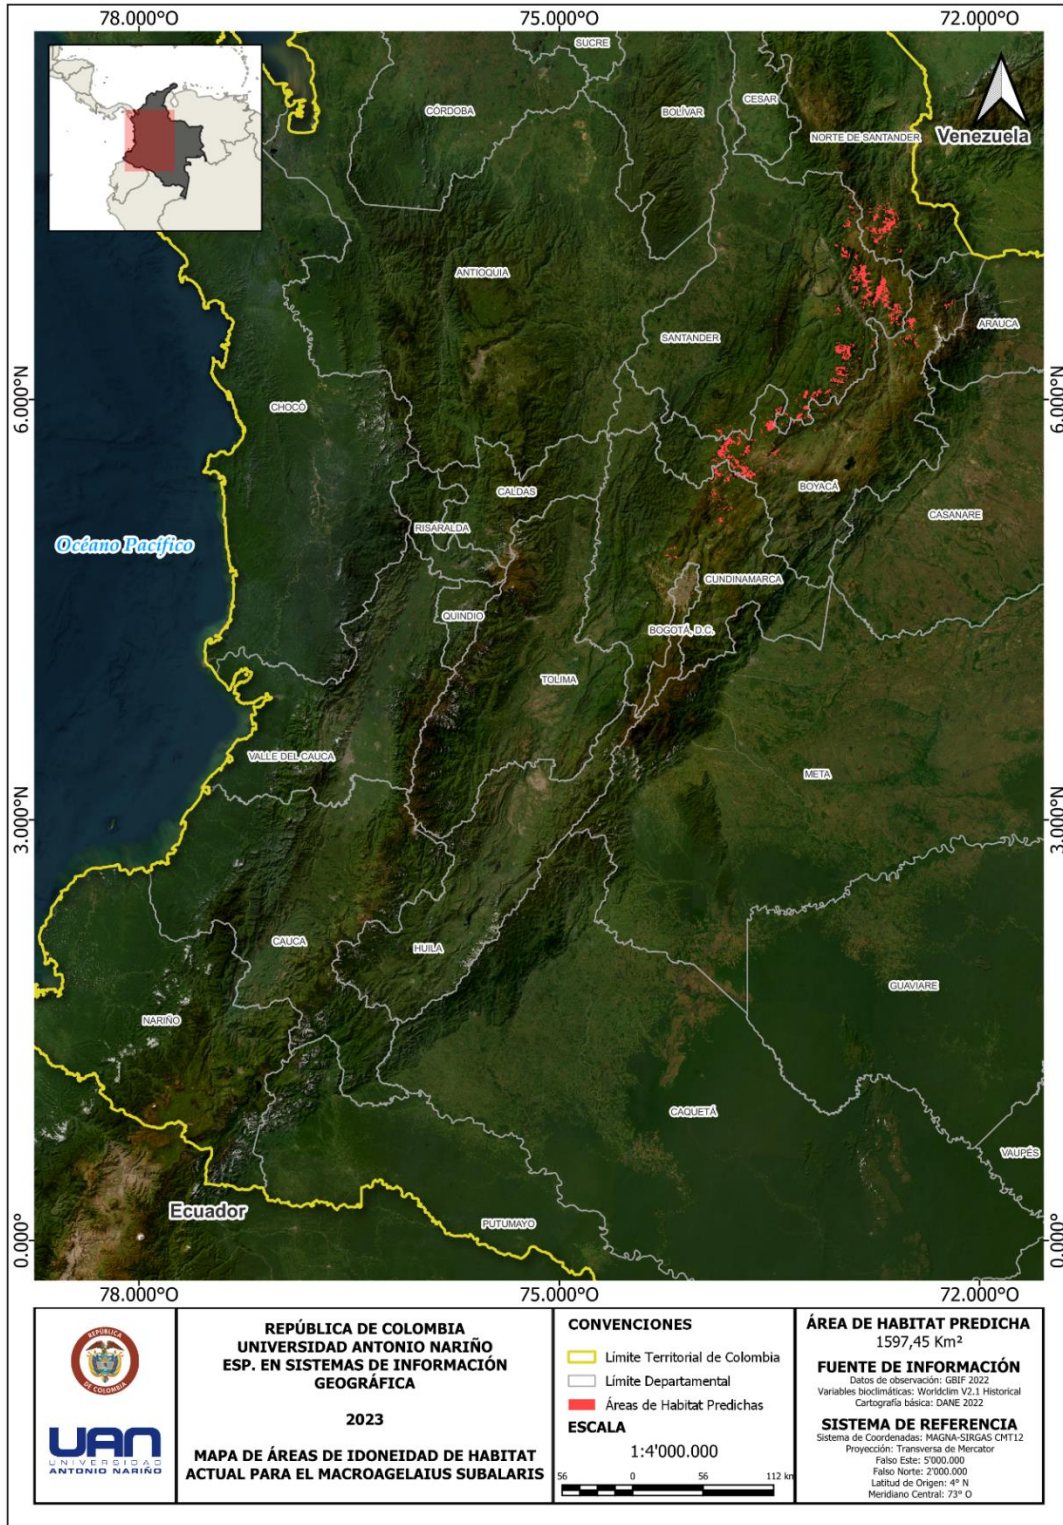 78.000°O
75.000°O
72.000°O
SUCRE
CÓRDOBA
BOLÍVAR
CESAR
NORTE DE SANTANDER
Venezuela
ANTIOQUIA
SANTANDER
ARAUCA
6.000°N
6.000°N
CHOCÓ
CALDAS
BOYACÁ
CASANARE
RISARALDA
Océano Pacífico
CUNDINAMARCA
QUINDIO
BOGOTÁ, D.C.
TOLIMA
VALLE DEL CAUCA
META
3.000°N
3.000°N
CAUCA
HUILA
GUAVIARE
NARIÑO
CAQUETÁ
VAUPÉS
Ecuador
PUTUMAYO
0.000°
0.000°
78.000°O
75.000°O
72.000°O
REPÚBLICA
DE COLOMBIA
UAN
UNIVERSIDAD
ANTONIO NARIÑO
REPÚBLICA DE COLOMBIA
UNIVERSIDAD ANTONIO NARIÑO
ESP. EN SISTEMAS DE INFORMACIÓN
GEOGRÁFICA
2023
MAPA DE ÁREAS DE IDONEIDAD DE HABITAT
ACTUAL PARA EL MACROAGELAIUS SUBALARIS
CONVENCIONES
Límite Territorial de Colombia
Límite Departamental
Áreas de Habitat Predichas
ESCALA
1:4'000.000
56 0 56 112 km
ÁREA DE HABITAT PREDICHA
1597,45 Km²
FUENTE DE INFORMACIÓN
Datos de observación: GBIF 2022
Variables bioclimáticas: Worldclim V2.1 Historical
Cartografía básica: DANE 2022
SISTEMA DE REFERENCIA
Sistema de Coordenadas: MAGNA-SIRGAS CMT12
Proyección: Transversa de Mercator
Falso Este: 5'000.000
Falso Norte: 2'000.000
Latitud de Origen: 4° N
Meridiano Central: 73° O